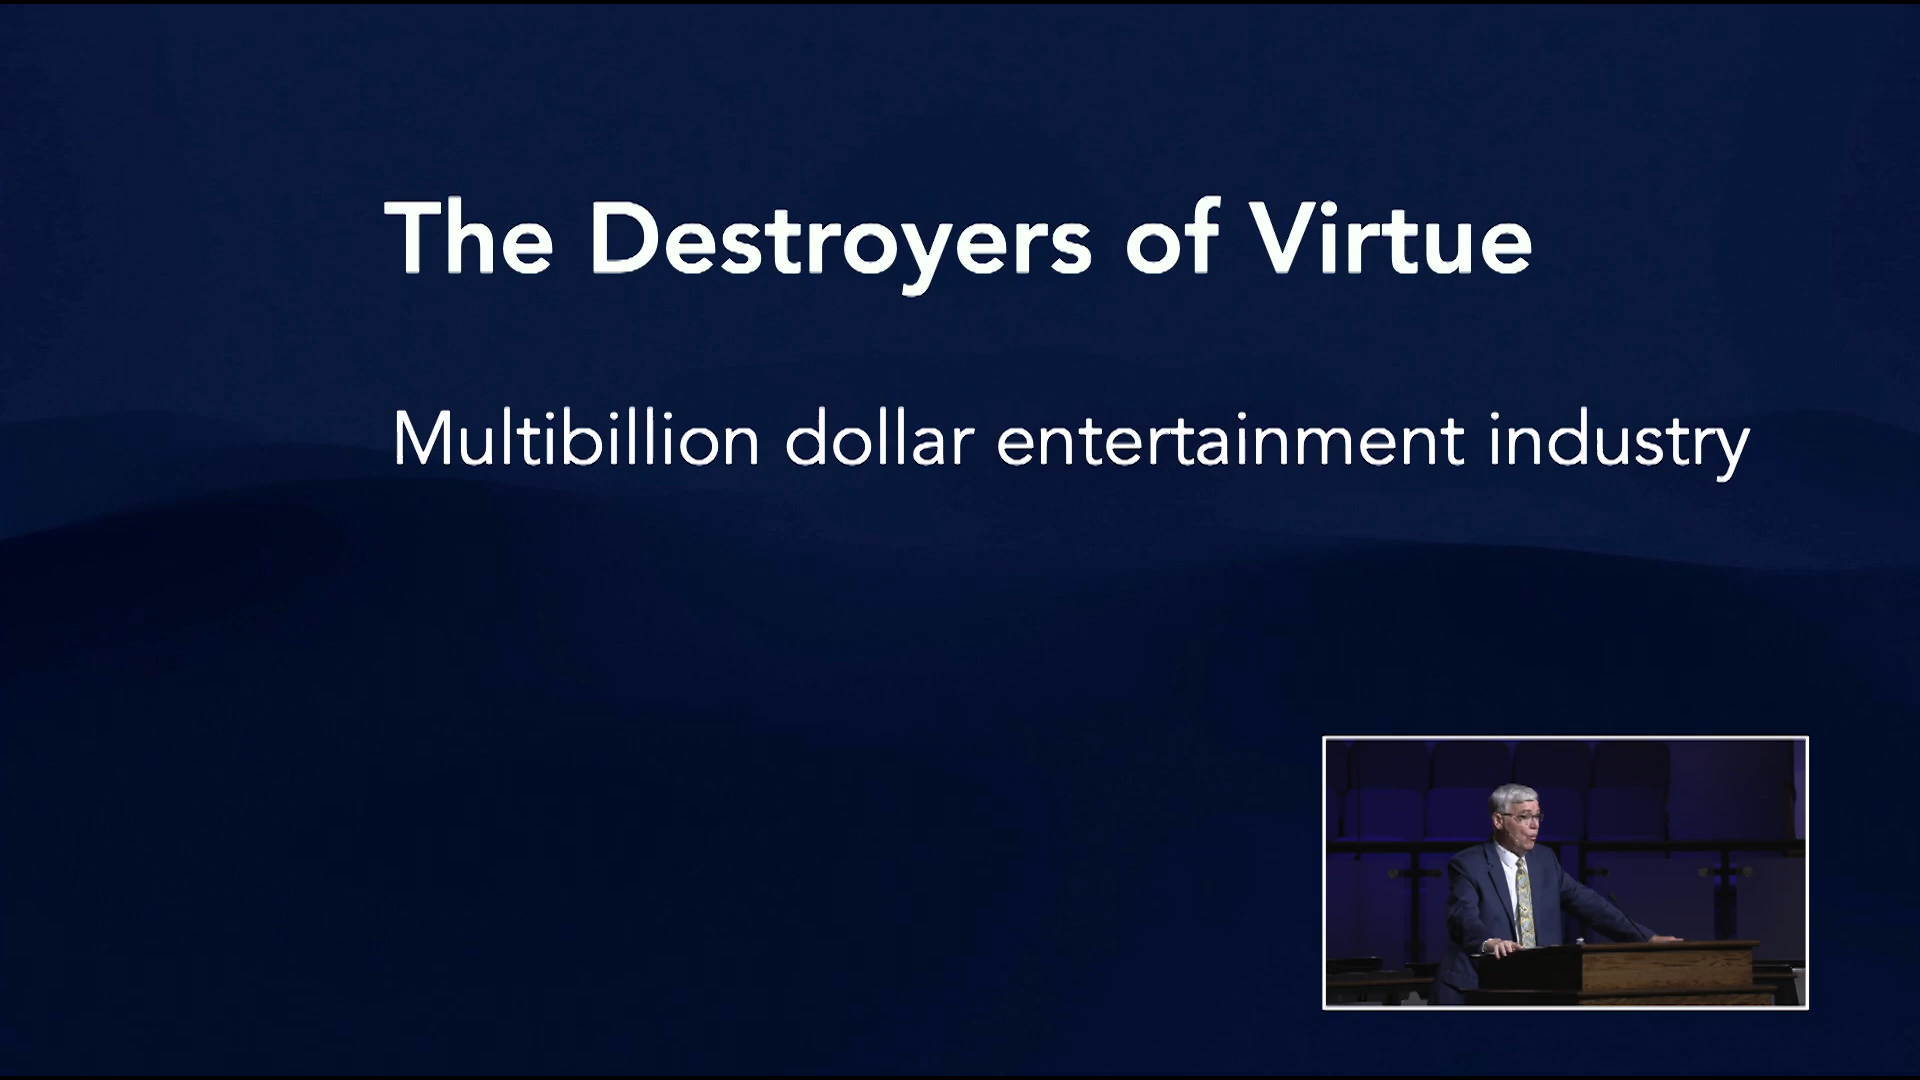 The Destroyers of Virtue
Multibillion dollar entertainment industry